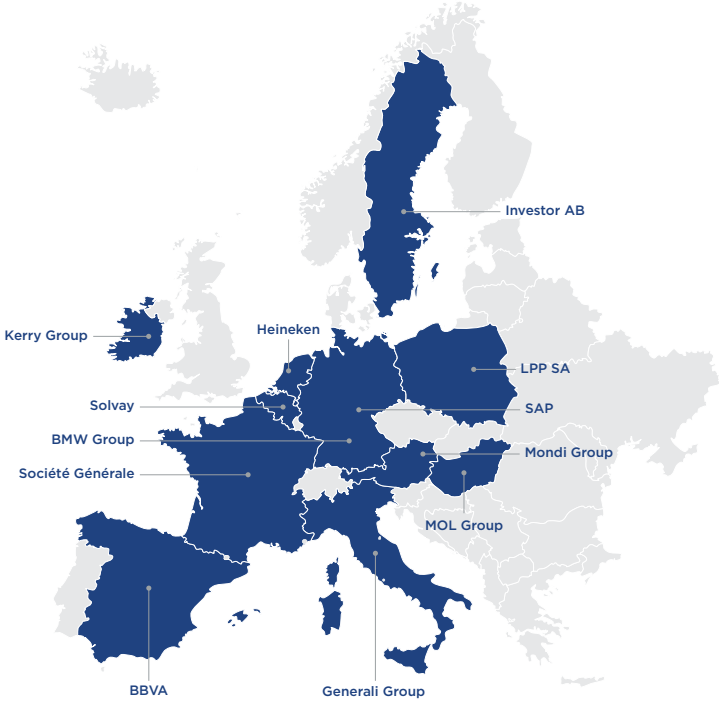 Investor AB
Heineken
Kerry Group
LPP SA
Solvay
SAP
BMW Group
Mondi Group
Société Générale
MOL Group
BBVA
Generali Group